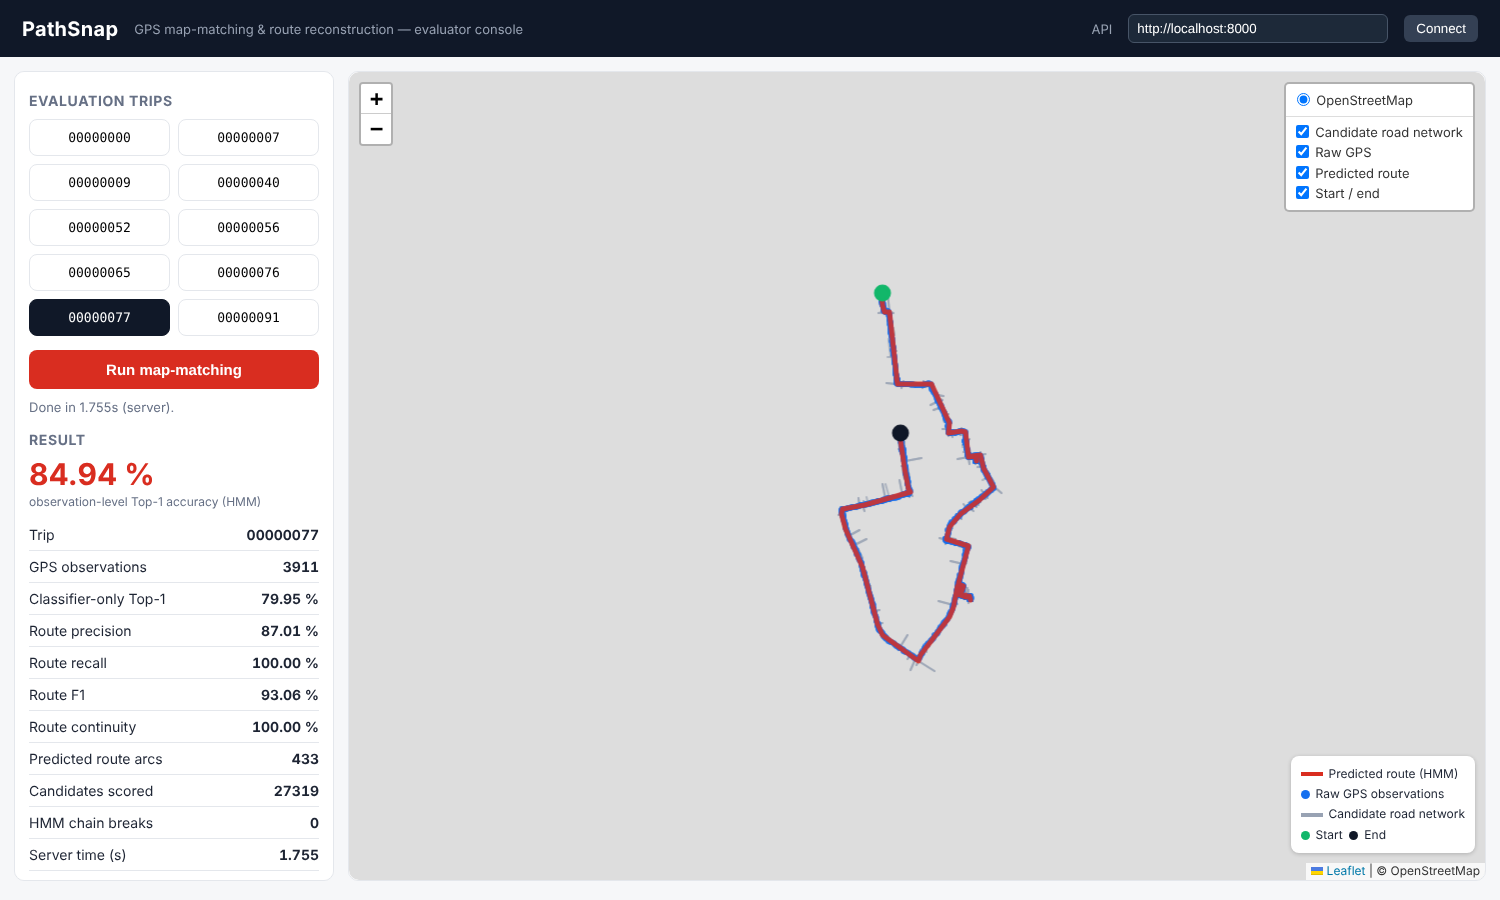 PathSnap GPS map-matching & route reconstruction — evaluator console API http://localhost:8000 Connect
EVALUATION TRIPS
00000000 00000007
00000009 00000040
00000052 00000056
00000065 00000076
00000077 00000091
Run map-matching
Done in 1.755s (server).
RESULT
84.94 %
observation-level Top-1 accuracy (HMM)
Trip 00000077
GPS observations 3911
Classifier-only Top-1 79.95 %
Route precision 87.01 %
Route recall 100.00 %
Route F1 93.06 %
Route continuity 100.00 %
Predicted route arcs 433
Candidates scored 27319
HMM chain breaks 0
Server time (s) 1.755
+
−
OpenStreetMap
Candidate road network
Raw GPS
Predicted route
Start / end
Predicted route (HMM)
Raw GPS observations
Candidate road network
Start End
Leaflet | © OpenStreetMap